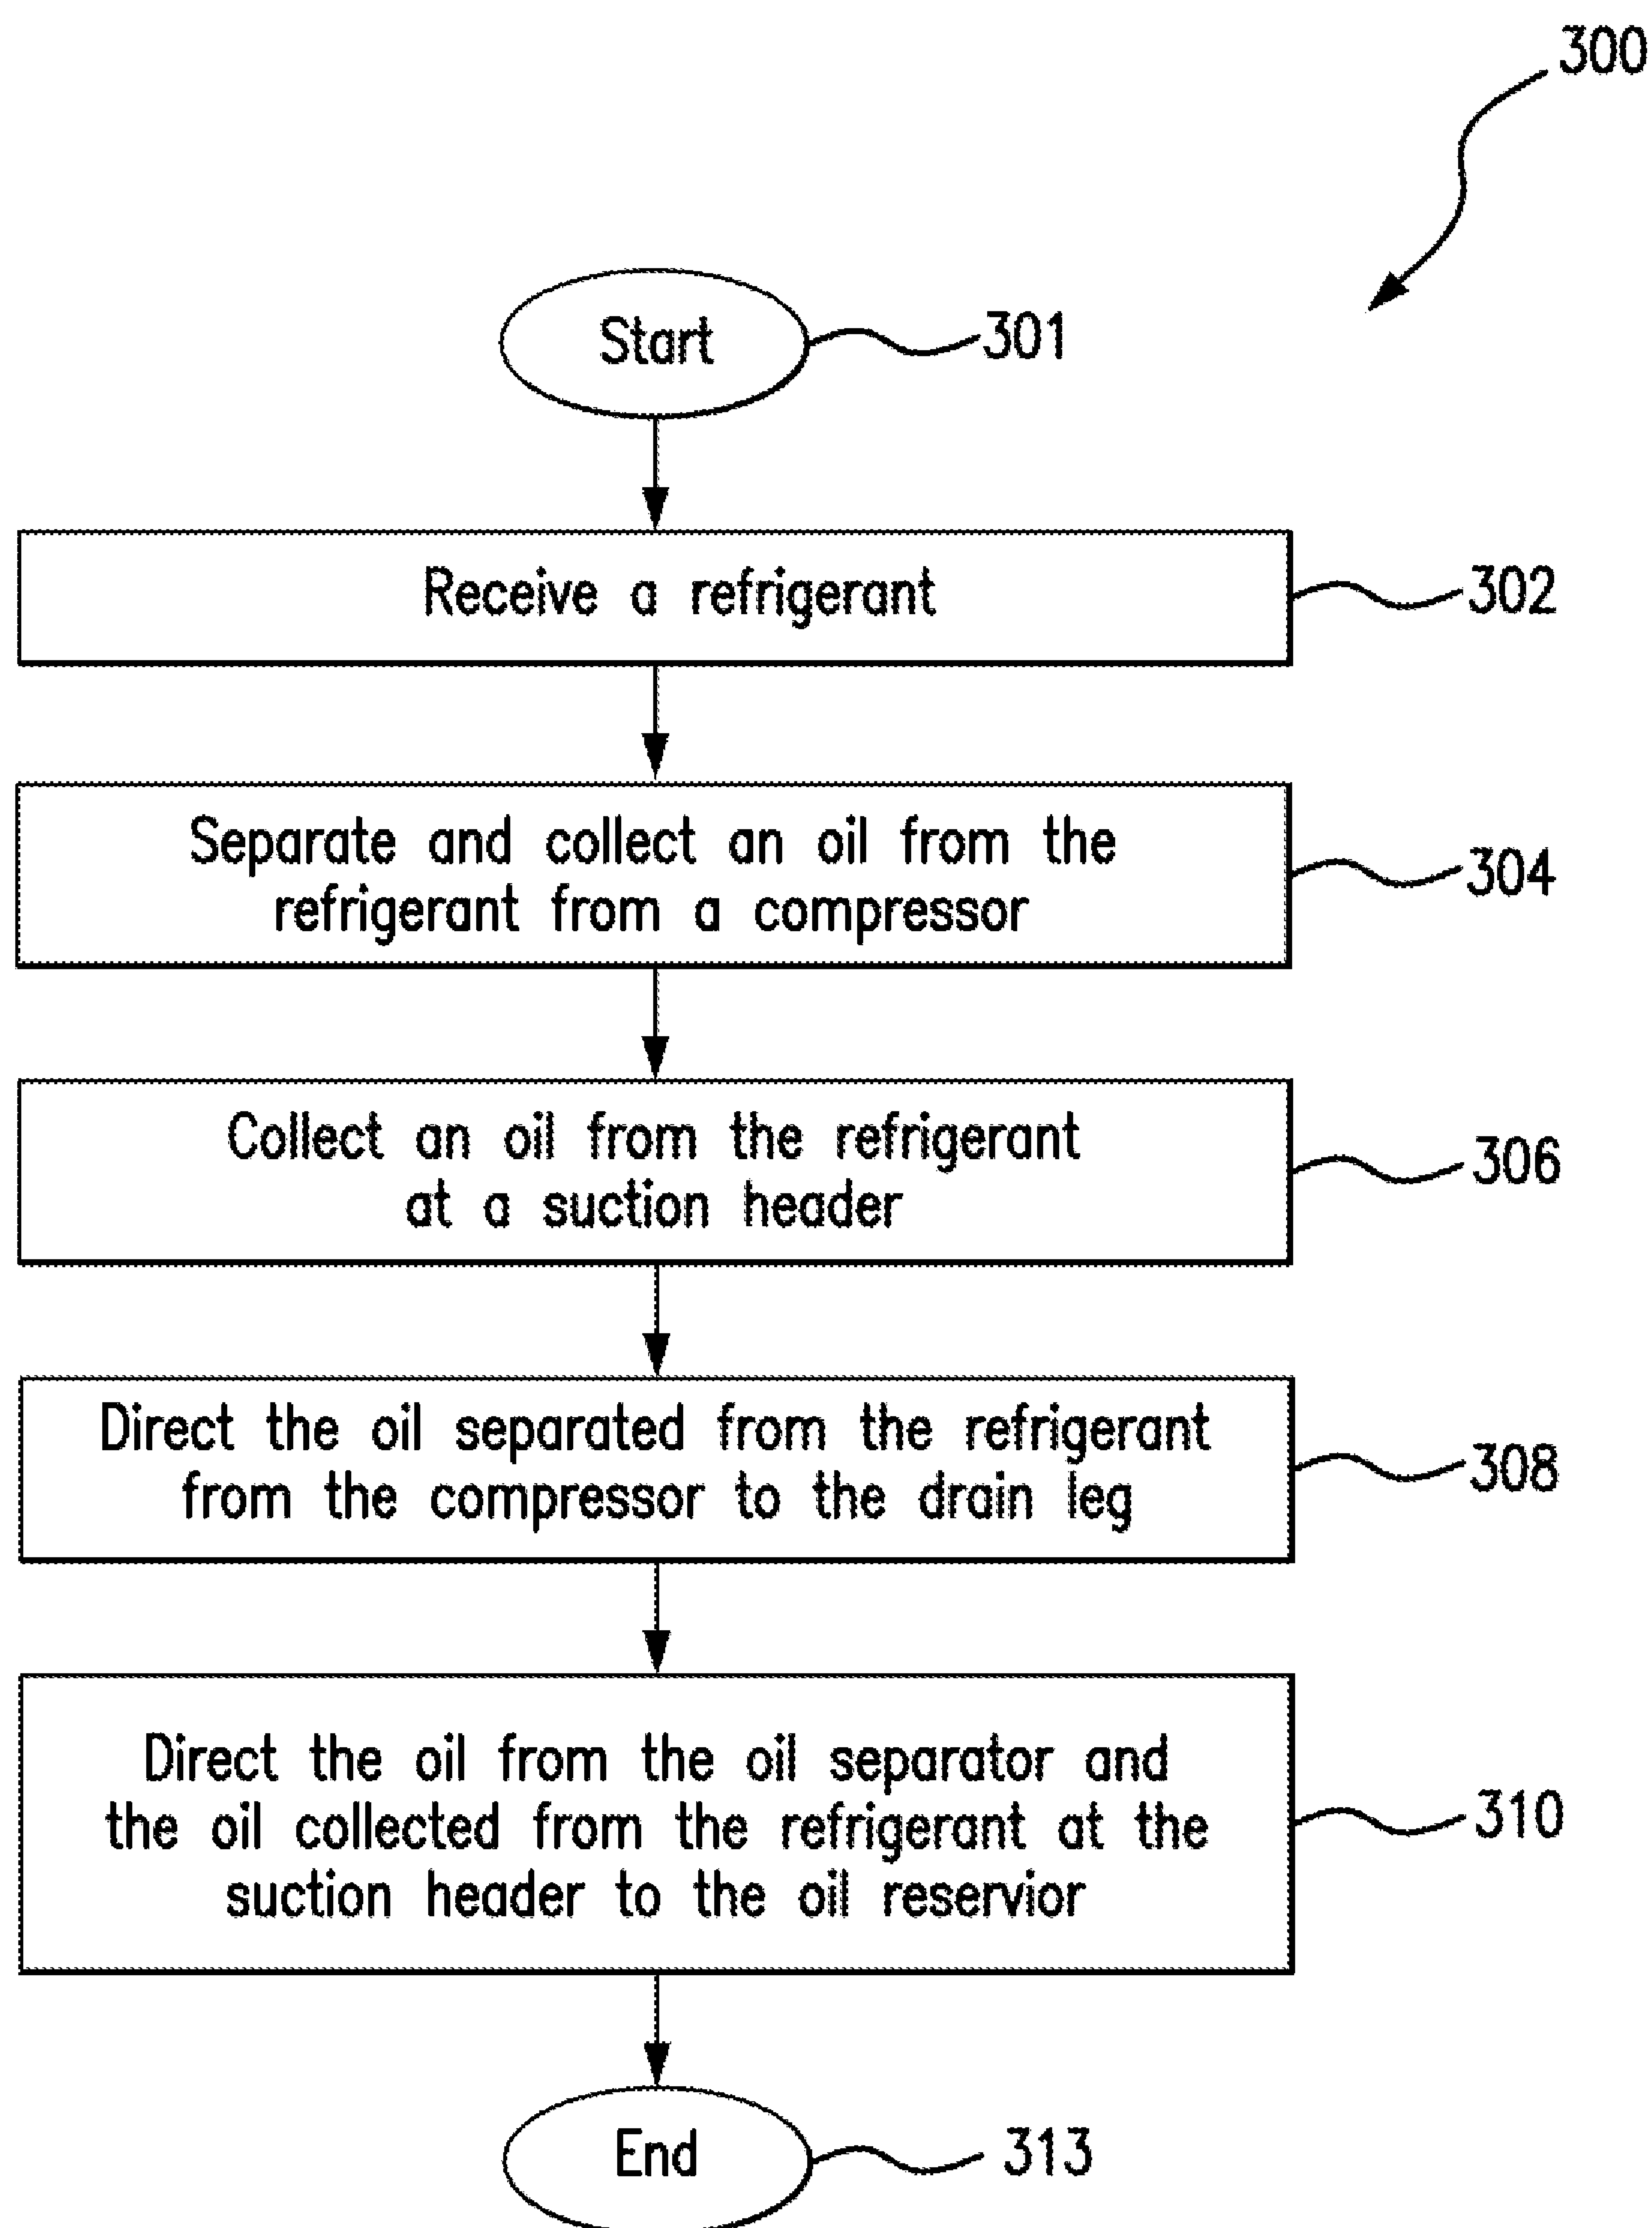 300
Start
301
Receive a refrigerant
302
Separate and collect an oil from the
refrigerant from a compressor
304
Collect an oil from the refrigerant
at a suction header
306
Direct the oil separated from the refrigerant
from the compressor to the drain leg
308
Direct the oil from the oil separator and
the oil collected from the refrigerant at the
suction header to the oil reservior
310
End
313